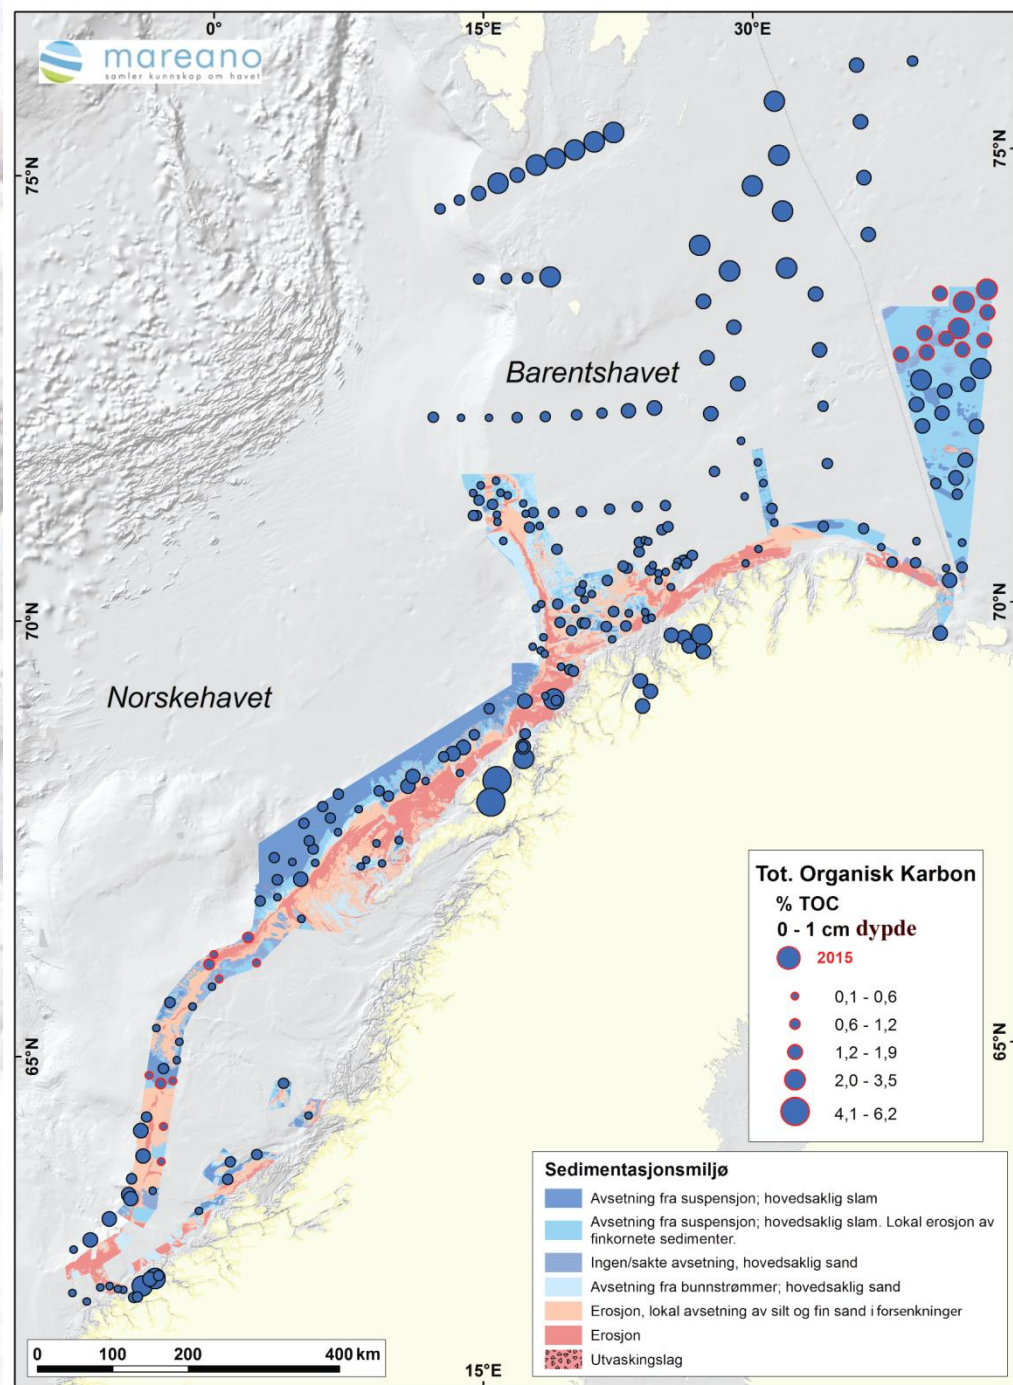 0
15°E
30°E
mareano
samler kunnskap om havet
75°N
75°N
Barentshavet
70°N
70°N
Norskehavet
65°N
65°N
Tot. Organisk Karbon
% TOC
0 - 1 cm dypde
2015
0,1 - 0,6
0,6 - 1,2
1,2 - 1,9
2,0 - 3,5
4,1 - 6,2
Sedimentasjonsmiljø
Avsetning fra suspensjon; hovedsaklig slam
Avsetning fra suspensjon; hovedsaklig slam. Lokal erosjon av
finkornete sedimenter.
Ingen/sakte avsetning, hovedsaklig sand
Avsetning fra bunnstrømmer; hovedsaklig sand
Erosjon, lokal avsetning av silt og fin sand i forsenkninger
Erosjon
Utvaskingslag
0 100 200 400 km
15°E